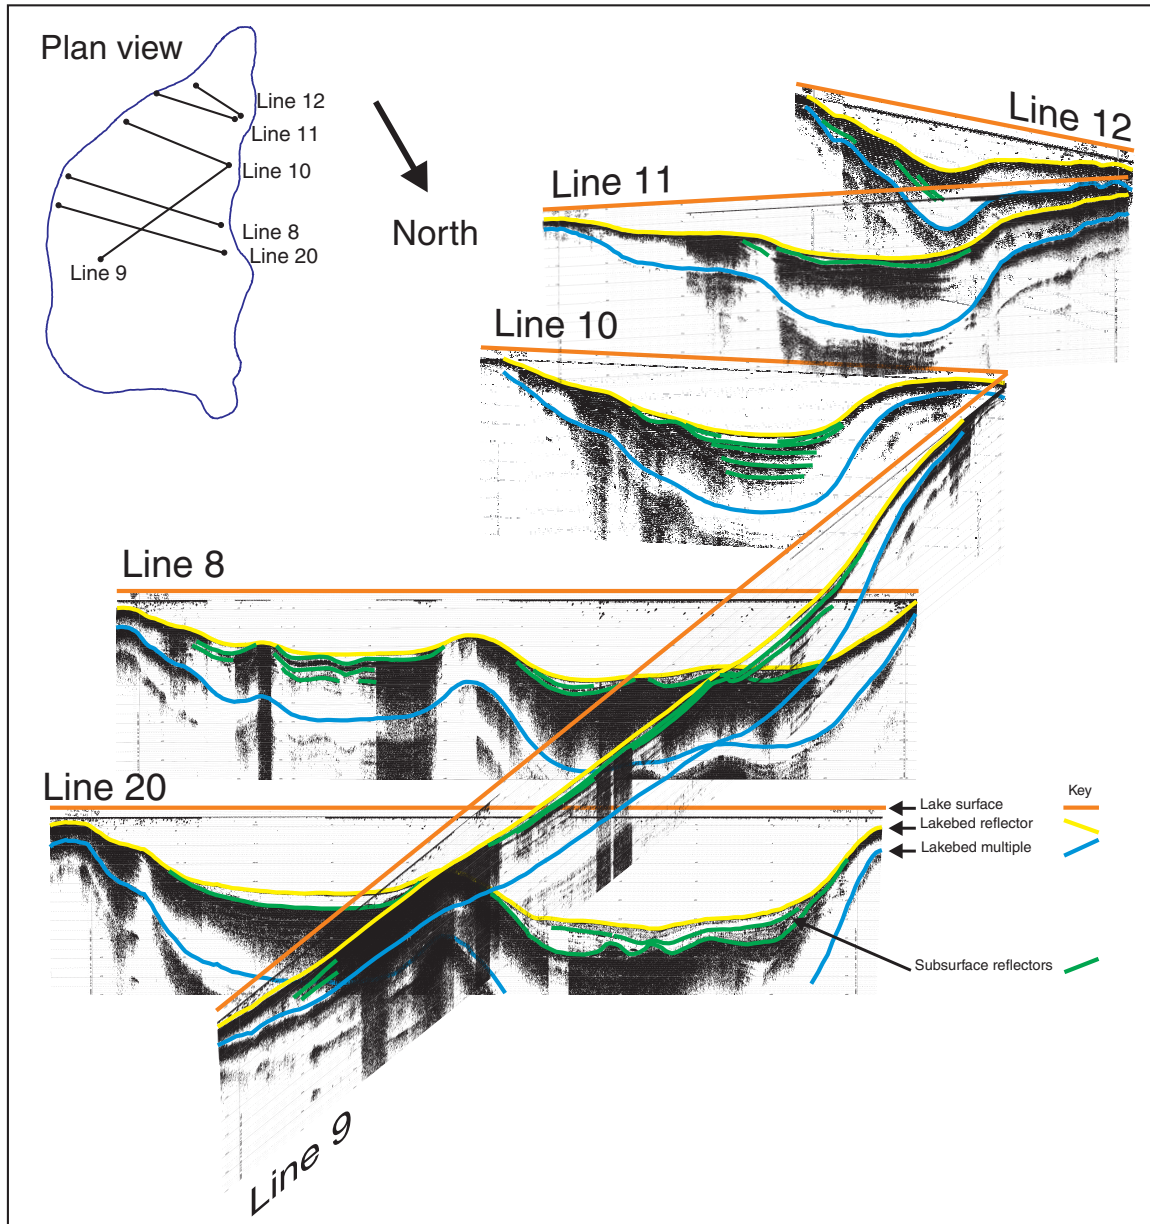 Plan view
Line 12
Line 11
Line 10
Line 8
Line 20
Line 9
North
Line 12
Line 11
Line 10
Line 8
Line 20
Key
Lake surface
Lakebed reflector
Lakebed multiple
Subsurface reflectors
Line 9